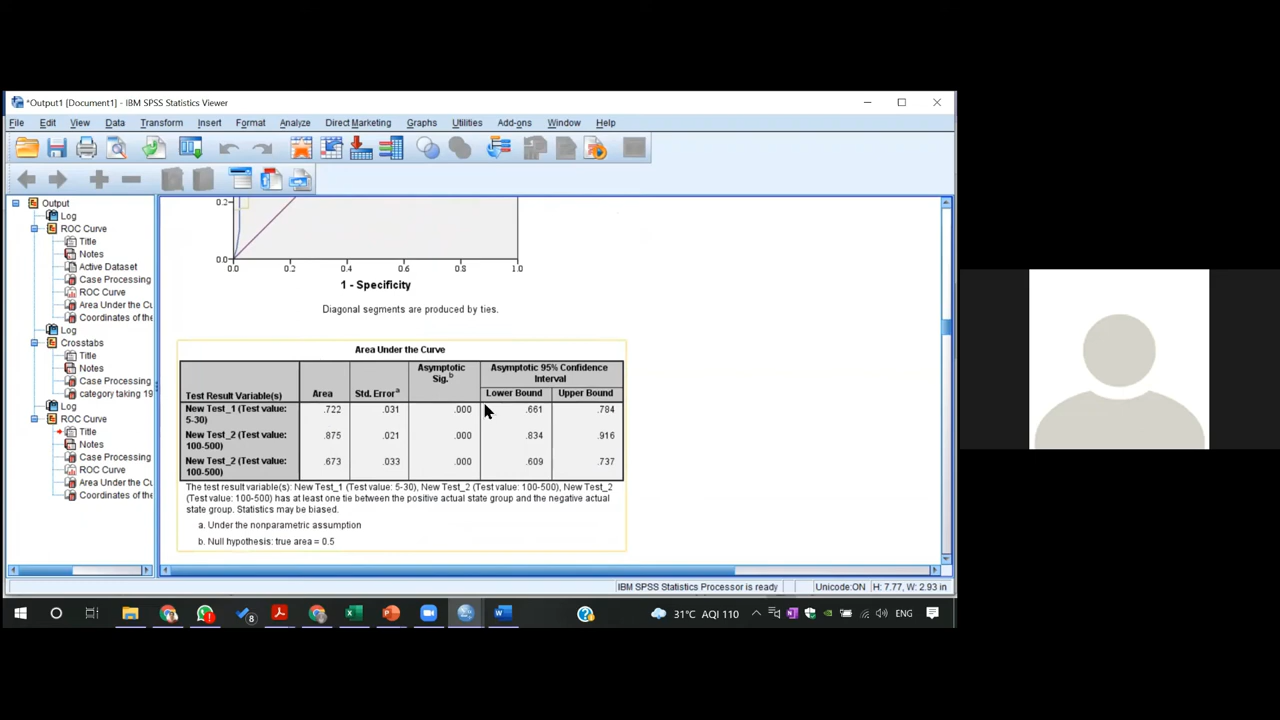 *Output1 [Document1] - IBM SPSS Statistics Viewer
File Edit View Data Transform Insert Format Analyze Direct Marketing Graphs Utilities Add-ons Window Help
Output
Log
ROC Curve
Title
Notes
Active Dataset
Case Processing
ROC Curve
Area Under the Cu
Coordinates of the
Log
Crosstabs
Title
Notes
Case Processing
category taking 19
Log
ROC Curve
Title
Notes
Case Processing
ROC Curve
Area Under the Cu
Coordinates of the
0.2
0.0
0.0 0.2 0.4 0.6 0.8 1.0
1 - Specificity
Diagonal segments are produced by ties.
Area Under the Curve
Test Result Variable(s) Area Std. Errorᵃ Asymptotic Sig.ᵇ Asymptotic 95% Confidence Interval
Lower Bound Upper Bound
New Test_1 (Test value: 5-30) .722 .031 .000 .661 .784
New Test_2 (Test value: 100-500) .875 .021 .000 .834 .916
New Test_2 (Test value: 100-500) .673 .033 .000 .609 .737
The test result variable(s): New Test_1 (Test value: 5-30), New Test_2 (Test value: 100-500), New Test_2
(Test value: 100-500) has at least one tie between the positive actual state group and the negative actual
state group. Statistics may be biased.
a. Under the nonparametric assumption
b. Null hypothesis: true area = 0.5
IBM SPSS Statistics Processor is ready Unicode:ON H: 7.77, W: 2.93 in
8 31°C AQI 110 ENG